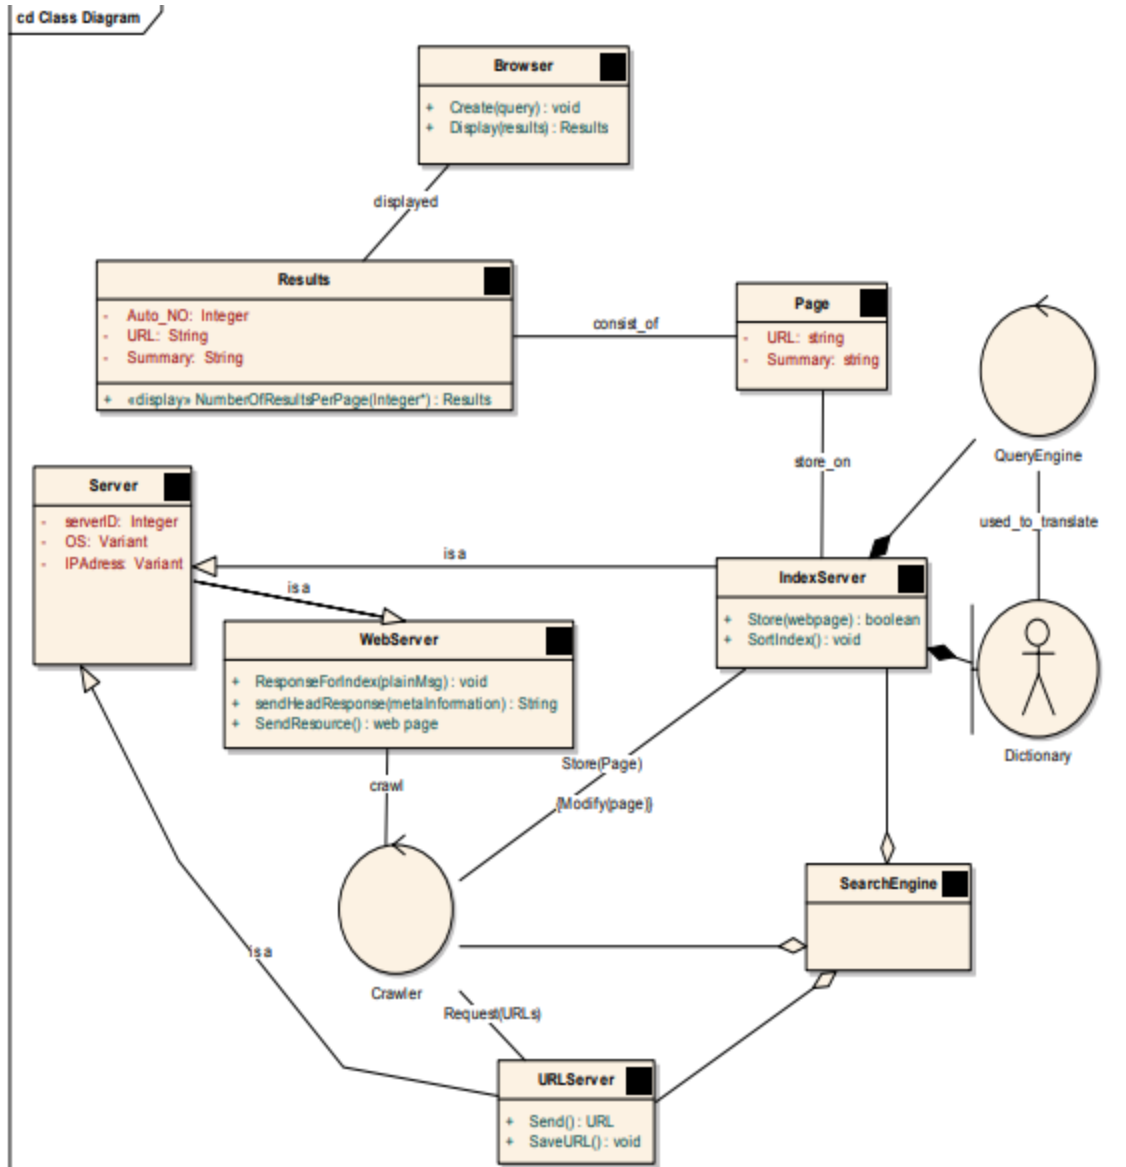 cd Class Diagram
Browser
+ Create(query) : void
+ Display(results) : Results
displayed
Results
- Auto_NO: Integer
- URL: String
- Summary: String
+ «display» NumberOfResultsPerPage(Integer*) : Results
consist_of
Page
- URL: string
- Summary: string
QueryEngine
store_on
used_to_translate
Server
- serverID: Integer
- OS: Variant
- IPAdress: Variant
is a
is a
WebServer
+ ResponseForIndex(plainMsg) : void
+ sendHeadResponse(metaInformation) : String
+ SendResource() : web page
IndexServer
+ Store(webpage) : boolean
+ SortIndex() : void
Dictionary
crawl
Store(Page)
{Modify(page)}
SearchEngine
is a
Crawler
Request(URLs)
URLServer
+ Send() : URL
+ SaveURL() : void